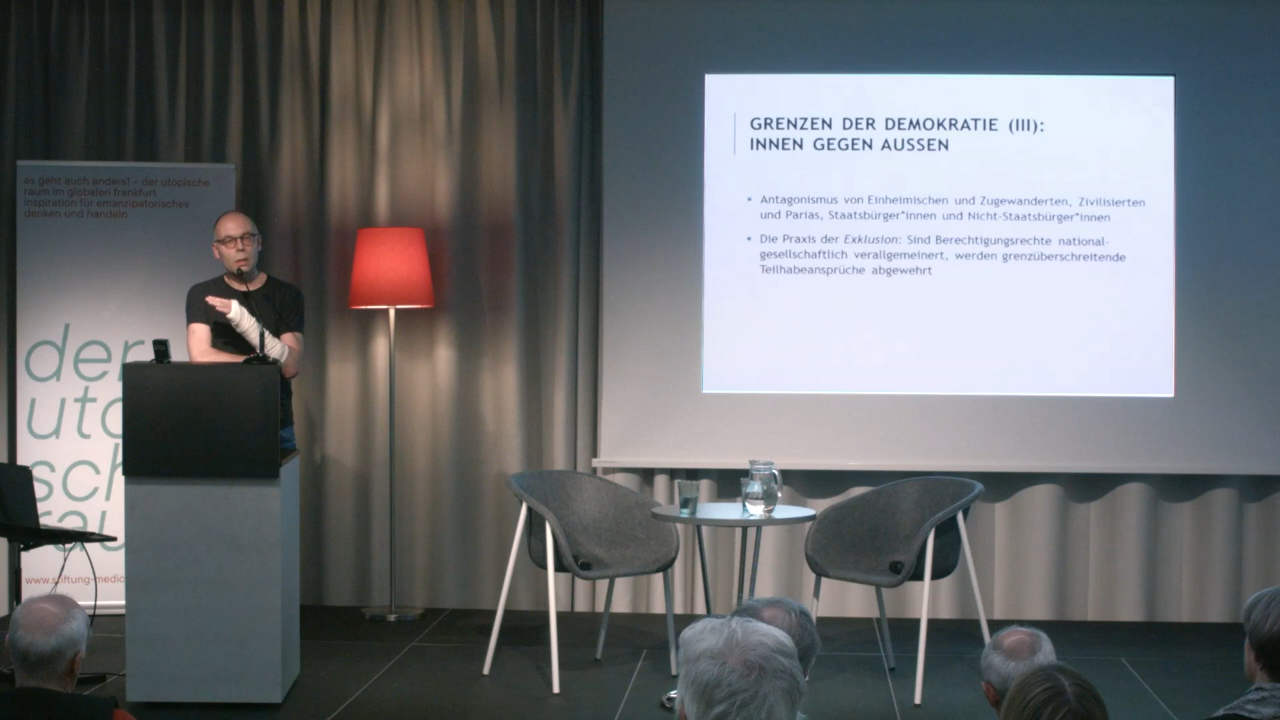 es geht auch anders! – der utopische
raum im globalen frankfurt
inspiration für emanzipatorisches
denken und handeln
der
uto
sch
rau
www.stiftung-medic
GRENZEN DER DEMOKRATIE (III):
INNEN GEGEN AUSSEN
• Antagonismus von Einheimischen und Zugewanderten, Zivilisierten
und Parias, Staatsbürger*innen und Nicht-Staatsbürger*innen
• Die Praxis der Exklusion: Sind Berechtigungsrechte national-
gesellschaftlich verallgemeinert, werden grenzüberschreitende
Teilhabeansprüche abgewehrt